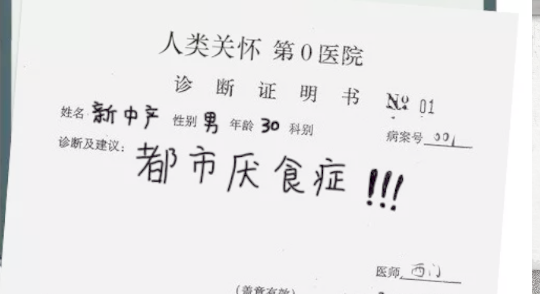 人类关怀 第0医院
诊断证明书 № 01
姓名 新中产 性别 男 年龄 30 科别 病案号 001
诊断及建议: 都市厌食症!!!
医师 西门
(盖章有效)